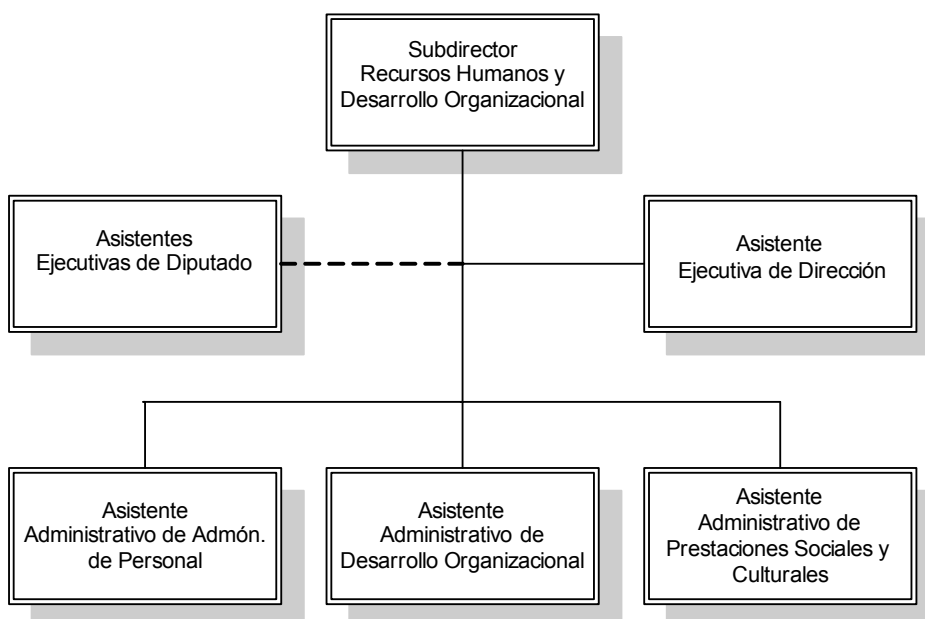 Subdirector
Recursos Humanos y
Desarrollo Organizacional
Asistentes
Ejecutivas de Diputado
Asistente
Ejecutiva de Dirección
Asistente
Administrativo de Admón.
de Personal
Asistente
Administrativo de
Desarrollo Organizacional
Asistente
Administrativo de
Prestaciones Sociales y
Culturales